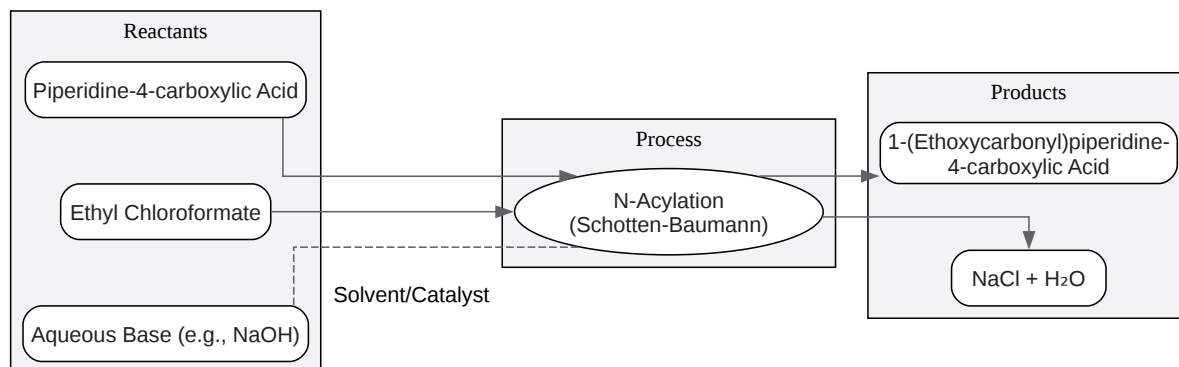 Reactants
Piperidine-4-carboxylic Acid
Ethyl Chloroformate
Aqueous Base (e.g., NaOH)
Solvent/Catalyst
Process
N-Acylation
(Schotten-Baumann)
Products
1-(Ethoxycarbonyl)piperidine-
4-carboxylic Acid
NaCl + H₂O